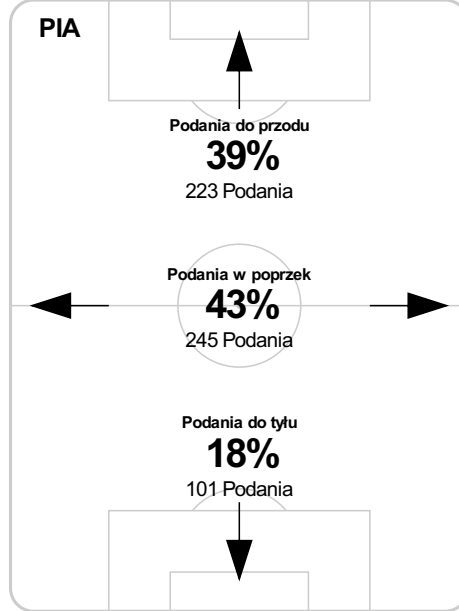 PIA
Podania do przodu
39%
223 Podania
Podania w poprzek
43%
245 Podania
Podania do tyłu
18%
101 Podania